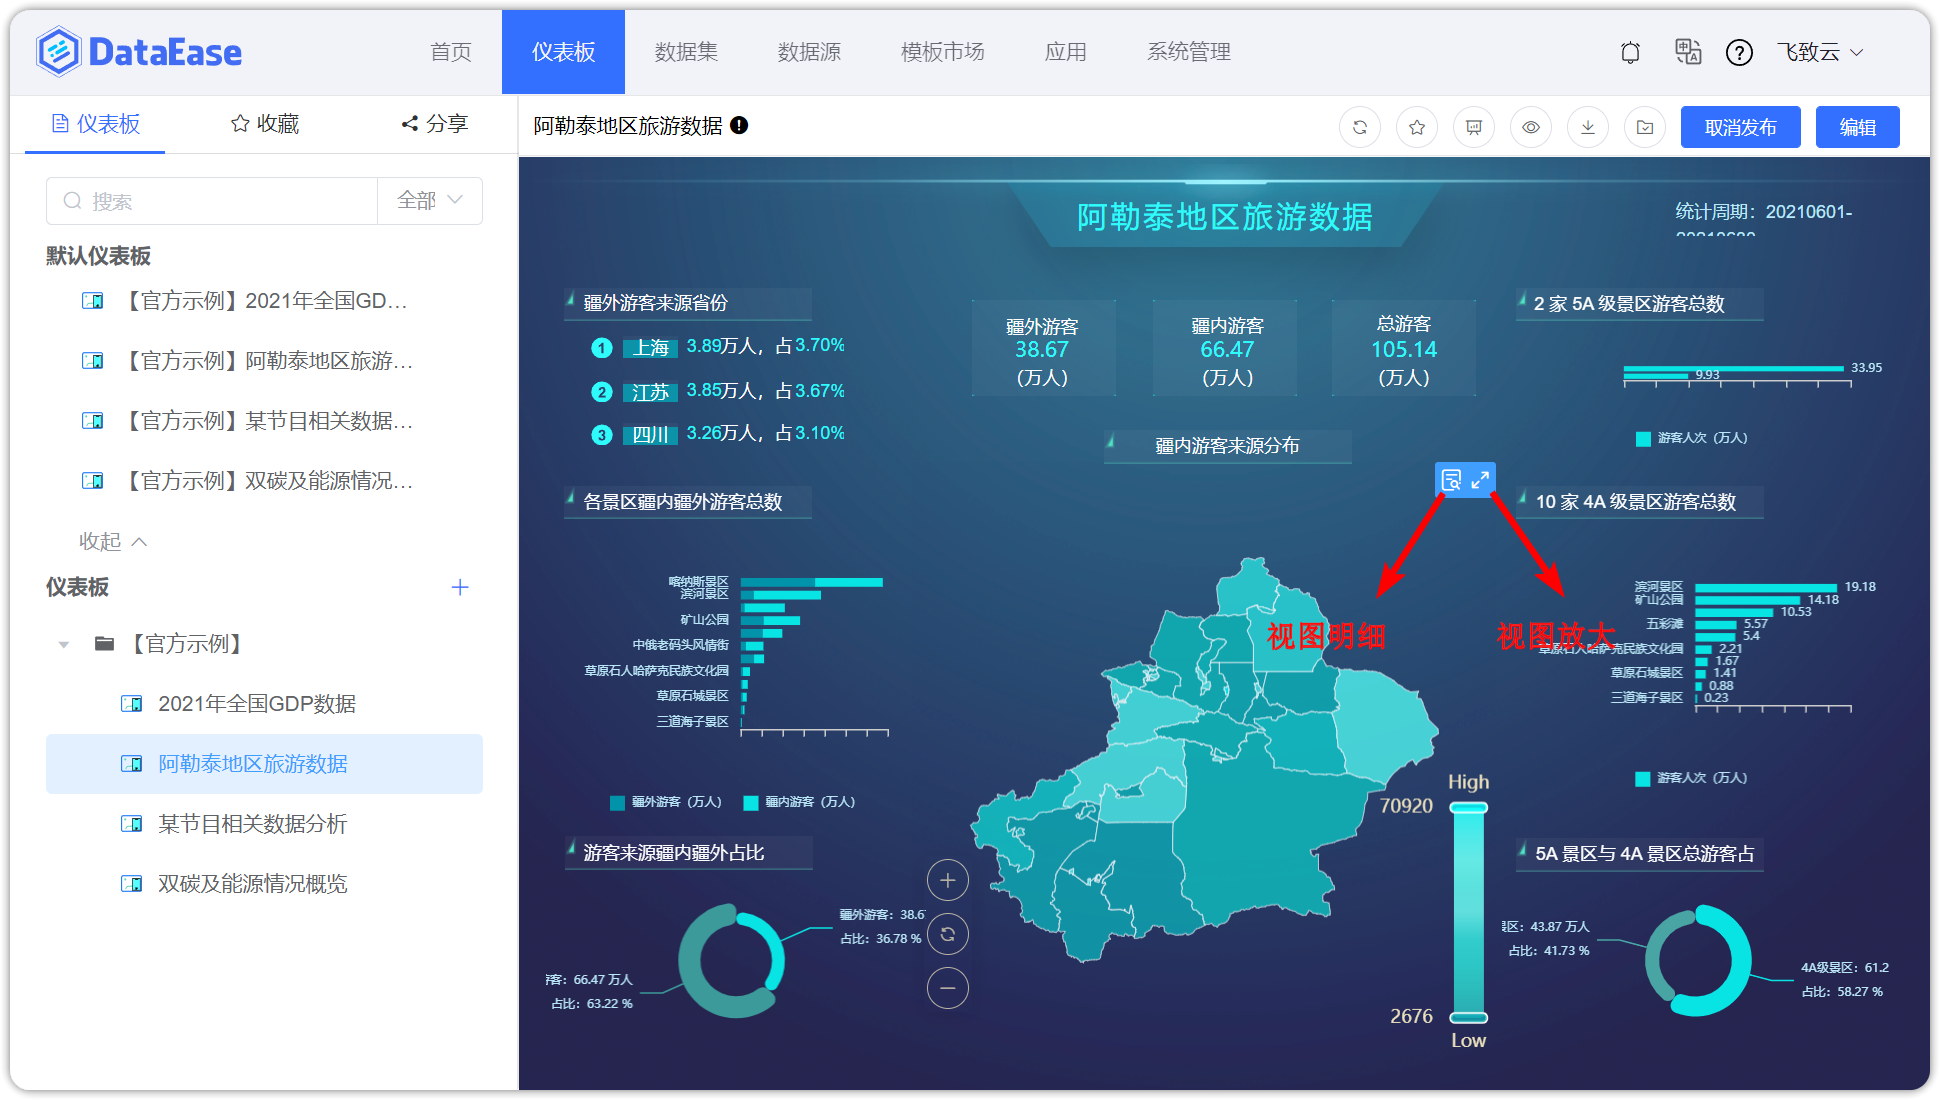 DataEase
首页
仪表板
数据集
数据源
模板市场
应用
系统管理
飞致云
仪表板
收藏
分享
搜索
全部
默认仪表板
【官方示例】2021年全国GD...
【官方示例】阿勒泰地区旅游...
【官方示例】某节目相关数据...
【官方示例】双碳及能源情况...
收起
仪表板
【官方示例】
2021年全国GDP数据
阿勒泰地区旅游数据
某节目相关数据分析
双碳及能源情况概览
阿勒泰地区旅游数据
取消发布
编辑
阿勒泰地区旅游数据
统计周期：20210601-
疆外游客来源省份
1 上海 3.89万人，占3.70%
2 江苏 3.85万人，占3.67%
3 四川 3.26万人，占3.10%
疆外游客
38.67
(万人)
疆内游客
66.47
(万人)
总游客
105.14
(万人)
疆内游客来源分布
2 家 5A 级景区游客总数
33.95
9.93
游客人次（万人）
各景区疆内疆外游客总数
喀纳斯景区
滨河景区
矿山公园
中俄老码头风情街
草原石人哈萨克民族文化园
草原石城景区
三道海子景区
疆外游客（万人）
疆内游客（万人）
视图明细
视图放大
10 家 4A 级景区游客总数
滨河景区 19.18
矿山公园 14.18
10.53
五彩滩 5.57
5.4
草原石人哈萨克民族文化园 2.21
1.67
草原石城景区 1.41
0.88
三道海子景区 0.23
游客人次（万人）
High
70920
2676
Low
游客来源疆内疆外占比
疆外游客：38.6
占比：36.78 %
客：66.47 万人
占比：63.22 %
5A 景区与 4A 景区总游客占
景区：43.87 万人
占比：41.73 %
4A级景区：61.2
占比：58.27 %